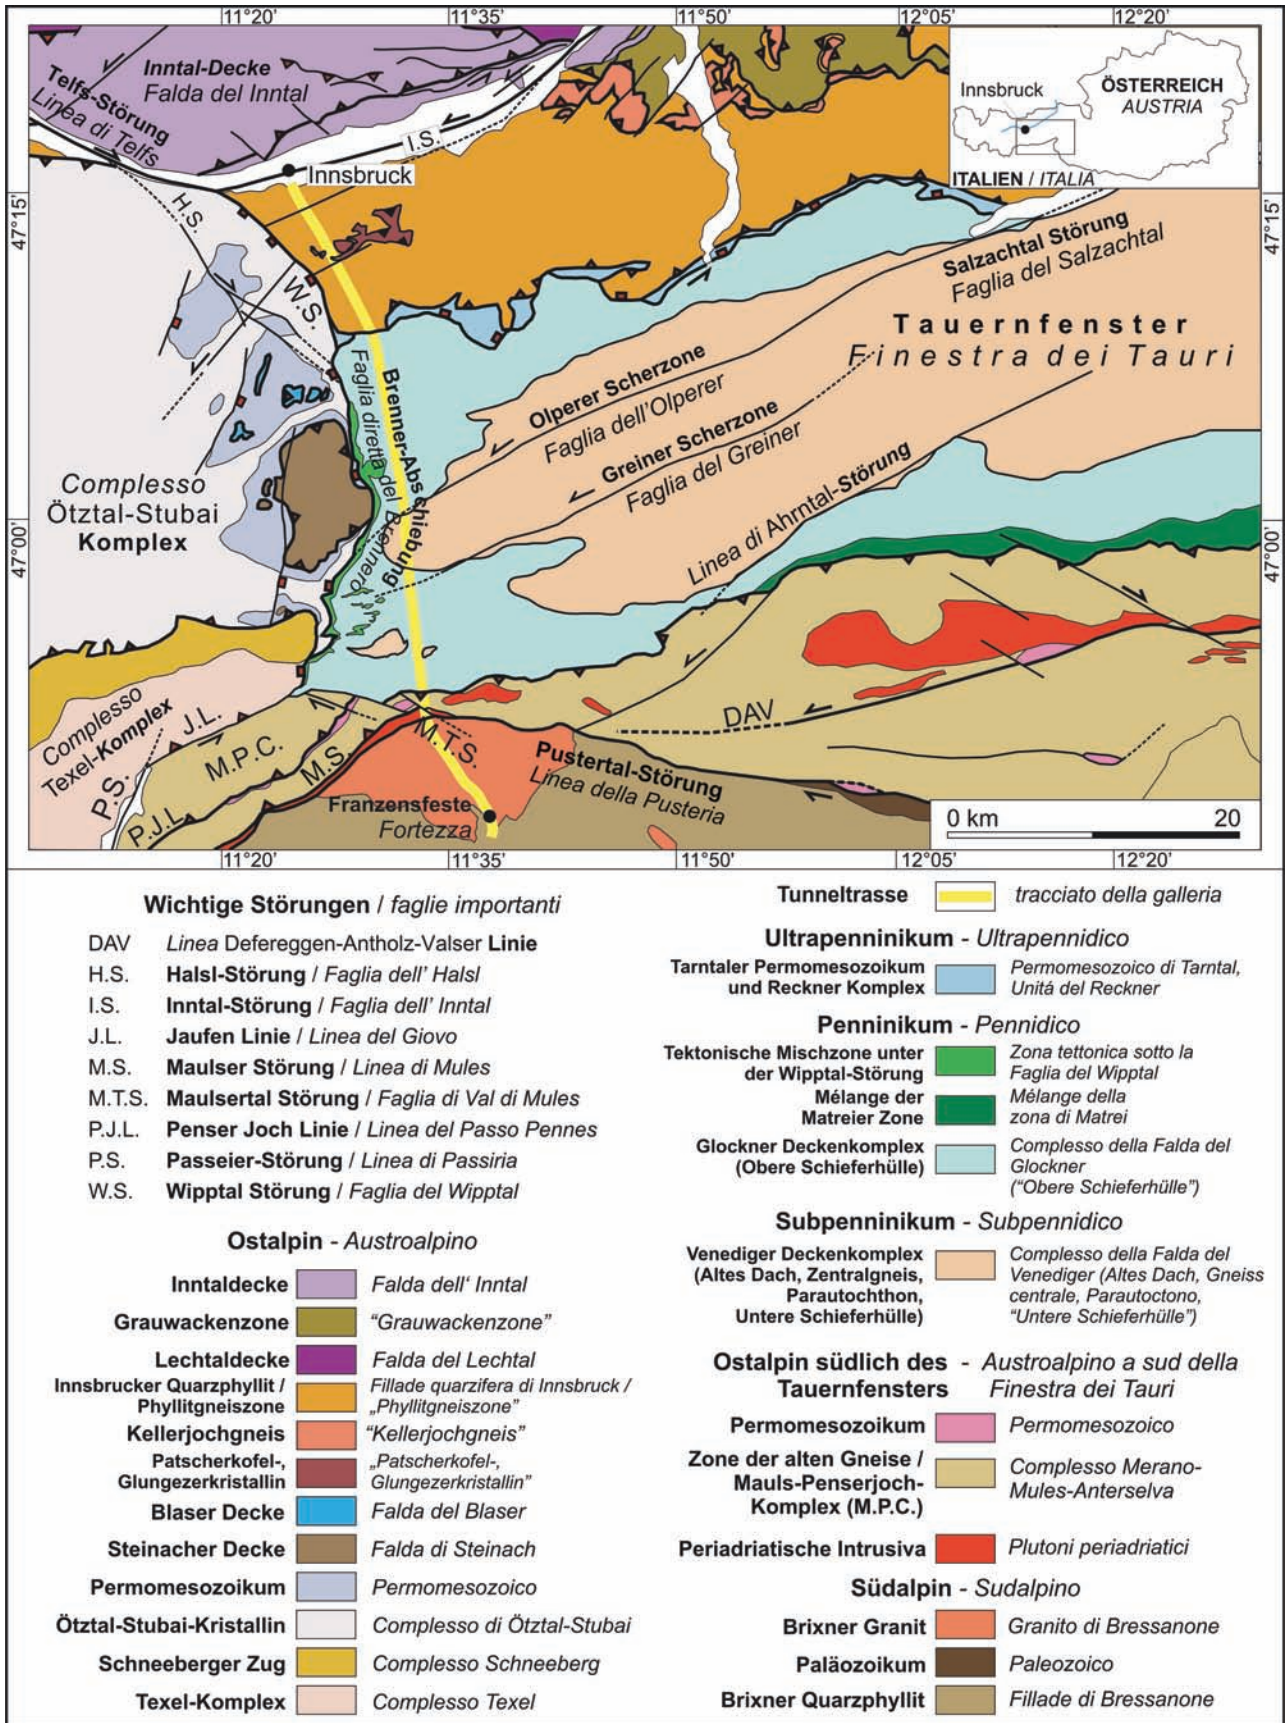 11°20'
11°35'
11°50'
12°05'
12°20'
Inntal-Decke
Falda del Inntal
Telfs-Störung
Linea di Telfs
I.S.
Innsbruck
Innsbruck
ÖSTERREICH
AUSTRIA
ITALIEN / ITALIA
47°15'
47°15'
H.S.
W.S.
Salzachtal Störung
Faglia del Salzachtal
Tauernfenster
Finestra dei Tauri
Brenner-Abschiebung
Faglia diretta del Brennero
Olperer Scherzone
Faglia dell'Olperer
Greiner Scherzone
Faglia del Greiner
Linea di Ahrntal-Störung
Complesso
Ötztal-Stubai
Komplex
47°00'
47°00'
Complesso
Texel-Komplex
J.L.
M.P.C.
P.S.
P.J.L.
M.S.
M.T.S.
DAV
Pustertal-Störung
Linea della Pusteria
Franzensfeste
Fortezza
0 km 20
11°20'
11°35'
11°50'
12°05'
12°20'
Wichtige Störungen / faglie importanti
DAV Linea Defereggen-Antholz-Valser Linie
H.S. Halsl-Störung / Faglia dell' Halsl
I.S. Inntal-Störung / Faglia dell' Inntal
J.L. Jaufen Linie / Linea del Giovo
M.S. Maulser Störung / Linea di Mules
M.T.S. Maulsertal Störung / Faglia di Val di Mules
P.J.L. Penser Joch Linie / Linea del Passo Pennes
P.S. Passeier-Störung / Linea di Passiria
W.S. Wipptal Störung / Faglia del Wipptal
Ostalpin - Austroalpino
Inntaldecke Falda dell' Inntal
Grauwackenzone "Grauwackenzone"
Lechtaldecke Falda del Lechtal
Innsbrucker Quarzphyllit / Fillade quarzifera di Innsbruck /
Phyllitgneiszone „Phyllitgneiszone"
Kellerjochgneis "Kellerjochgneis"
Patscherkofel-, „Patscherkofel-,
Glungezerkristallin Glungezerkristallin"
Blaser Decke Falda del Blaser
Steinacher Decke Falda di Steinach
Permomesozoikum Permomesozoico
Ötztal-Stubai-Kristallin Complesso di Ötztal-Stubai
Schneeberger Zug Complesso Schneeberg
Texel-Komplex Complesso Texel
Tunneltrasse tracciato della galleria
Ultrapenninikum - Ultrapennidico
Tarntaler Permomesozoikum Permomesozoico di Tarntal,
und Reckner Komplex Unitá del Reckner
Penninikum - Pennidico
Tektonische Mischzone unter Zona tettonica sotto la
der Wipptal-Störung Faglia del Wipptal
Mélange der Mélange della
Matreier Zone zona di Matrei
Glockner Deckenkomplex Complesso della Falda del
(Obere Schieferhülle) Glockner
("Obere Schieferhülle")
Subpenninikum - Subpennidico
Venediger Deckenkomplex Complesso della Falda del
(Altes Dach, Zentralgneis, Venediger (Altes Dach, Gneiss
Parautochthon, centrale, Parautoctono,
Untere Schieferhülle) "Untere Schieferhülle")
Ostalpin südlich des - Austroalpino a sud della
Tauernfensters Finestra dei Tauri
Permomesozoikum Permomesozoico
Zone der alten Gneise / Complesso Merano-
Mauls-Penserjoch- Mules-Anterselva
Komplex (M.P.C.)
Periadriatische Intrusiva Plutoni periadriatici
Südalpin - Sudalpino
Brixner Granit Granito di Bressanone
Paläozoikum Paleozoico
Brixner Quarzphyllit Fillade di Bressanone